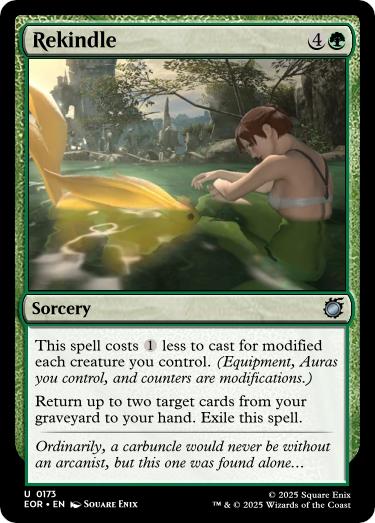 Rekindle 4
Sorcery
This spell costs 1 less to cast for modified
each creature you control. (Equipment, Auras
you control, and counters are modifications.)
Return up to two target cards from your
graveyard to your hand. Exile this spell.
Ordinarily, a carbuncle would never be without
an arcanist, but this one was found alone…
U 0173
EOR • EN SQUARE ENIX
© 2025 Square Enix
™ & © 2025 Wizards of the Coast